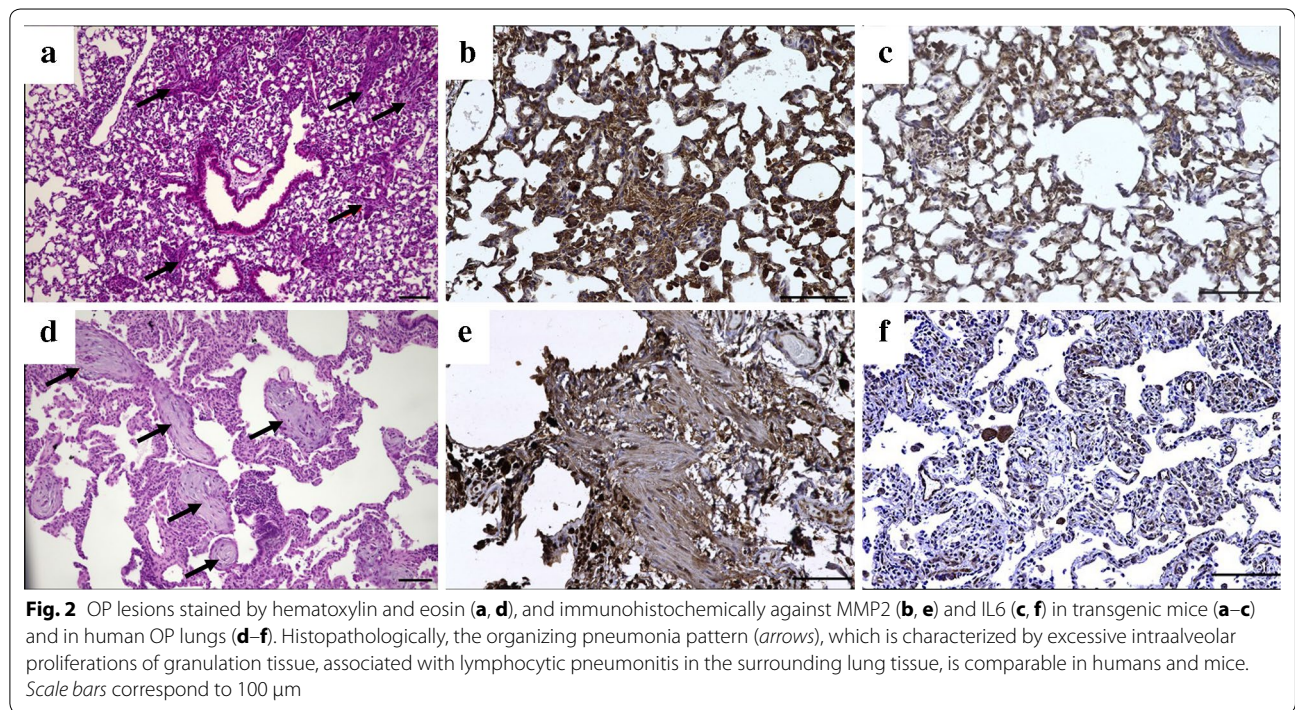 a
b
c
d
e
f
Fig. 2 OP lesions stained by hematoxylin and eosin (a, d), and immunohistochemically against MMP2 (b, e) and IL6 (c, f) in transgenic mice (a–c)
and in human OP lungs (d–f). Histopathologically, the organizing pneumonia pattern (arrows), which is characterized by excessive intraalveolar
proliferations of granulation tissue, associated with lymphocytic pneumonitis in the surrounding lung tissue, is comparable in humans and mice.
Scale bars correspond to 100 µm